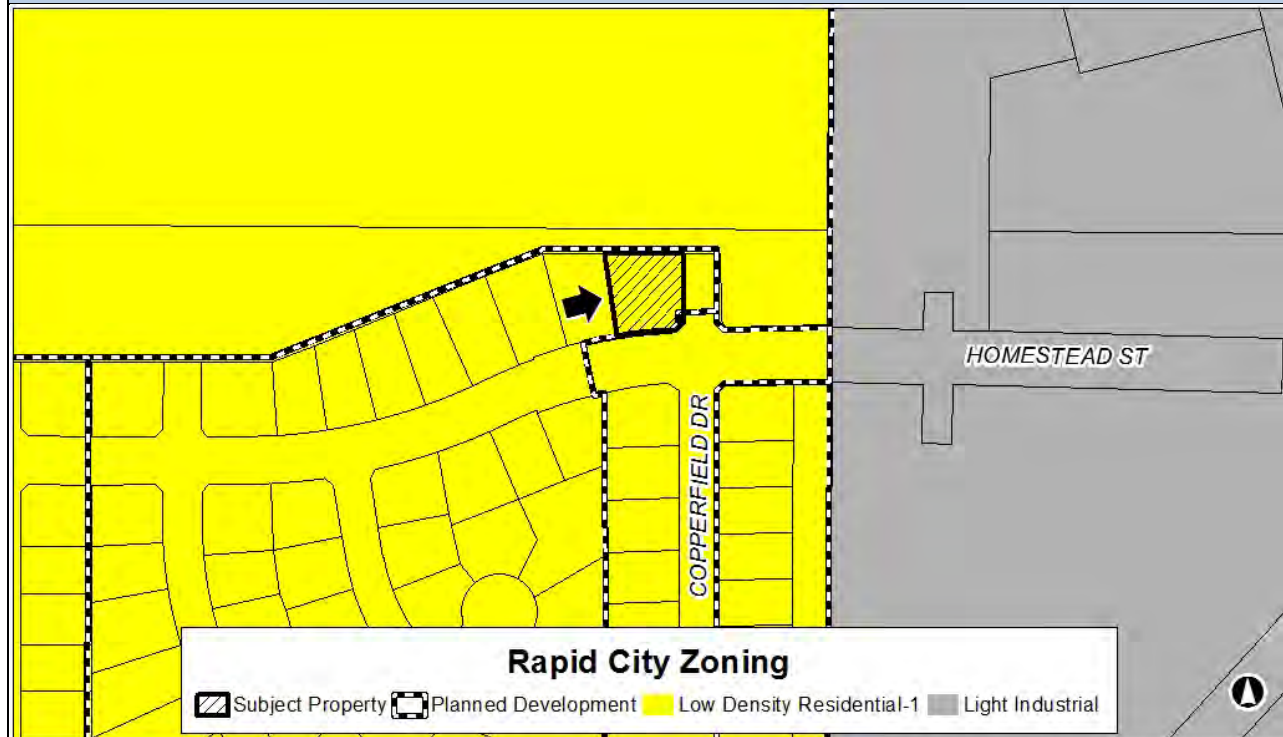 HOMESTEAD ST
COPPERFIELD DR
Rapid City Zoning
Subject Property Planned Development Low Density Residential-1 Light Industrial